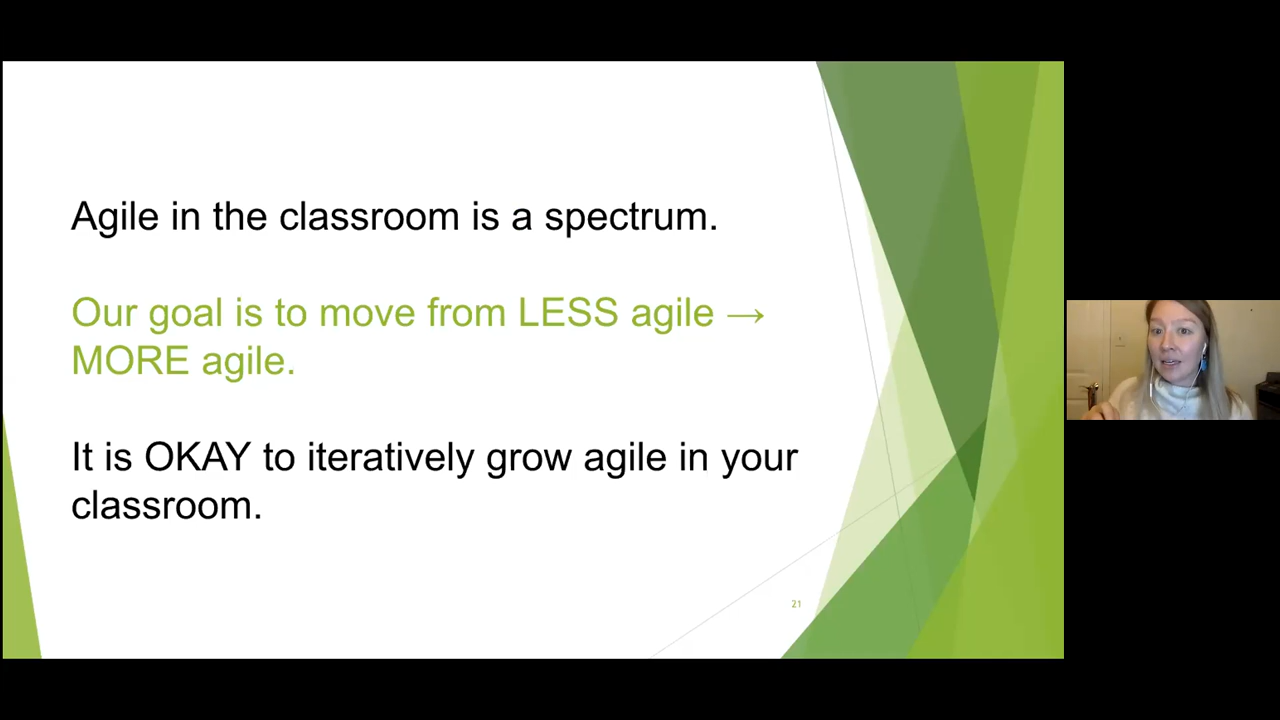 Agile in the classroom is a spectrum.
Our goal is to move from LESS agile →
MORE agile.
It is OKAY to iteratively grow agile in your
classroom.
21